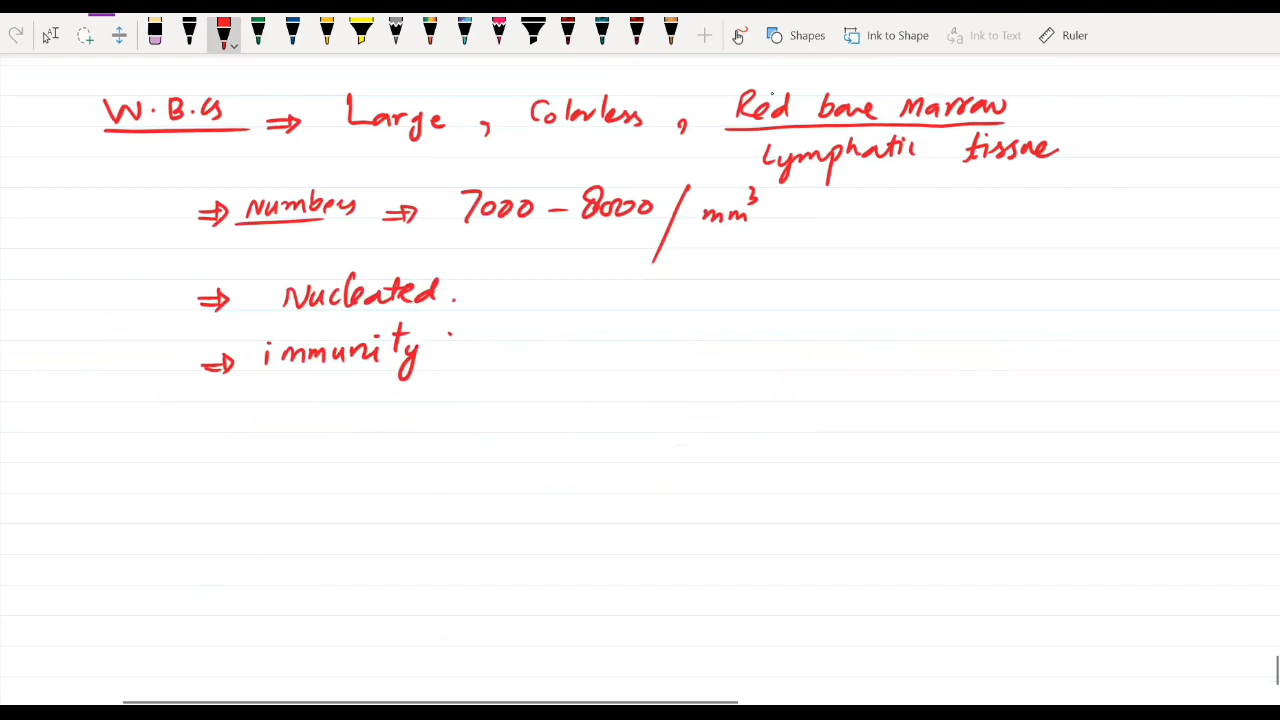 Shapes Ink to Shape Ink to Text Ruler
W.B.Cs ⇒ Large, Colorless, Red bone Marrow
Lymphatic tissue
⇒ Numbers ⇒ 7000 - 8000 / mm³
⇒ Nucleated.
⇒ immunity.